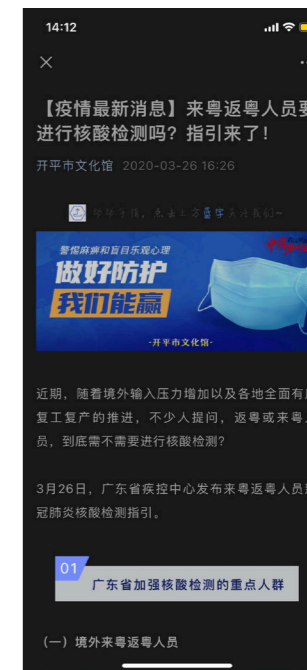 14:12
【疫情最新消息】来粤返粤人员要
进行核酸检测吗？指引来了！
开平市文化馆 2020-03-26 16:26
蓝字
警惕麻痹和盲目乐观心理
做好防护
我们能赢
-开平市文化馆-
近期，随着境外输入压力增加以及各地全面有
复工复产的推进，不少人提问，返粤或来粤
员，到底需不需要进行核酸检测？
3月26日，广东省疾控中心发布来粤返粤人员
冠肺炎核酸检测指引。
01
广东省加强核酸检测的重点人群
（一）境外来粤返粤人员